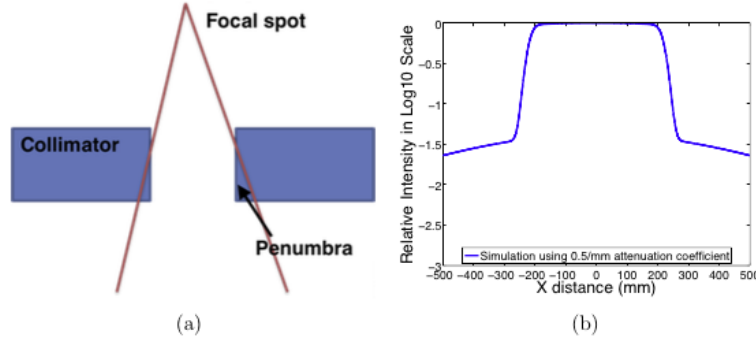 Focal spot
Collimator
Penumbra
(a)
Relative Intensity in Log10 Scale
0
−0.5
−1
−1.5
−2
−2.5
−3
Simulation using 0.5/mm attenuation coefficient
−500 −400 −300 −200 −100 0 100 200 300 400 500
X distance (mm)
(b)